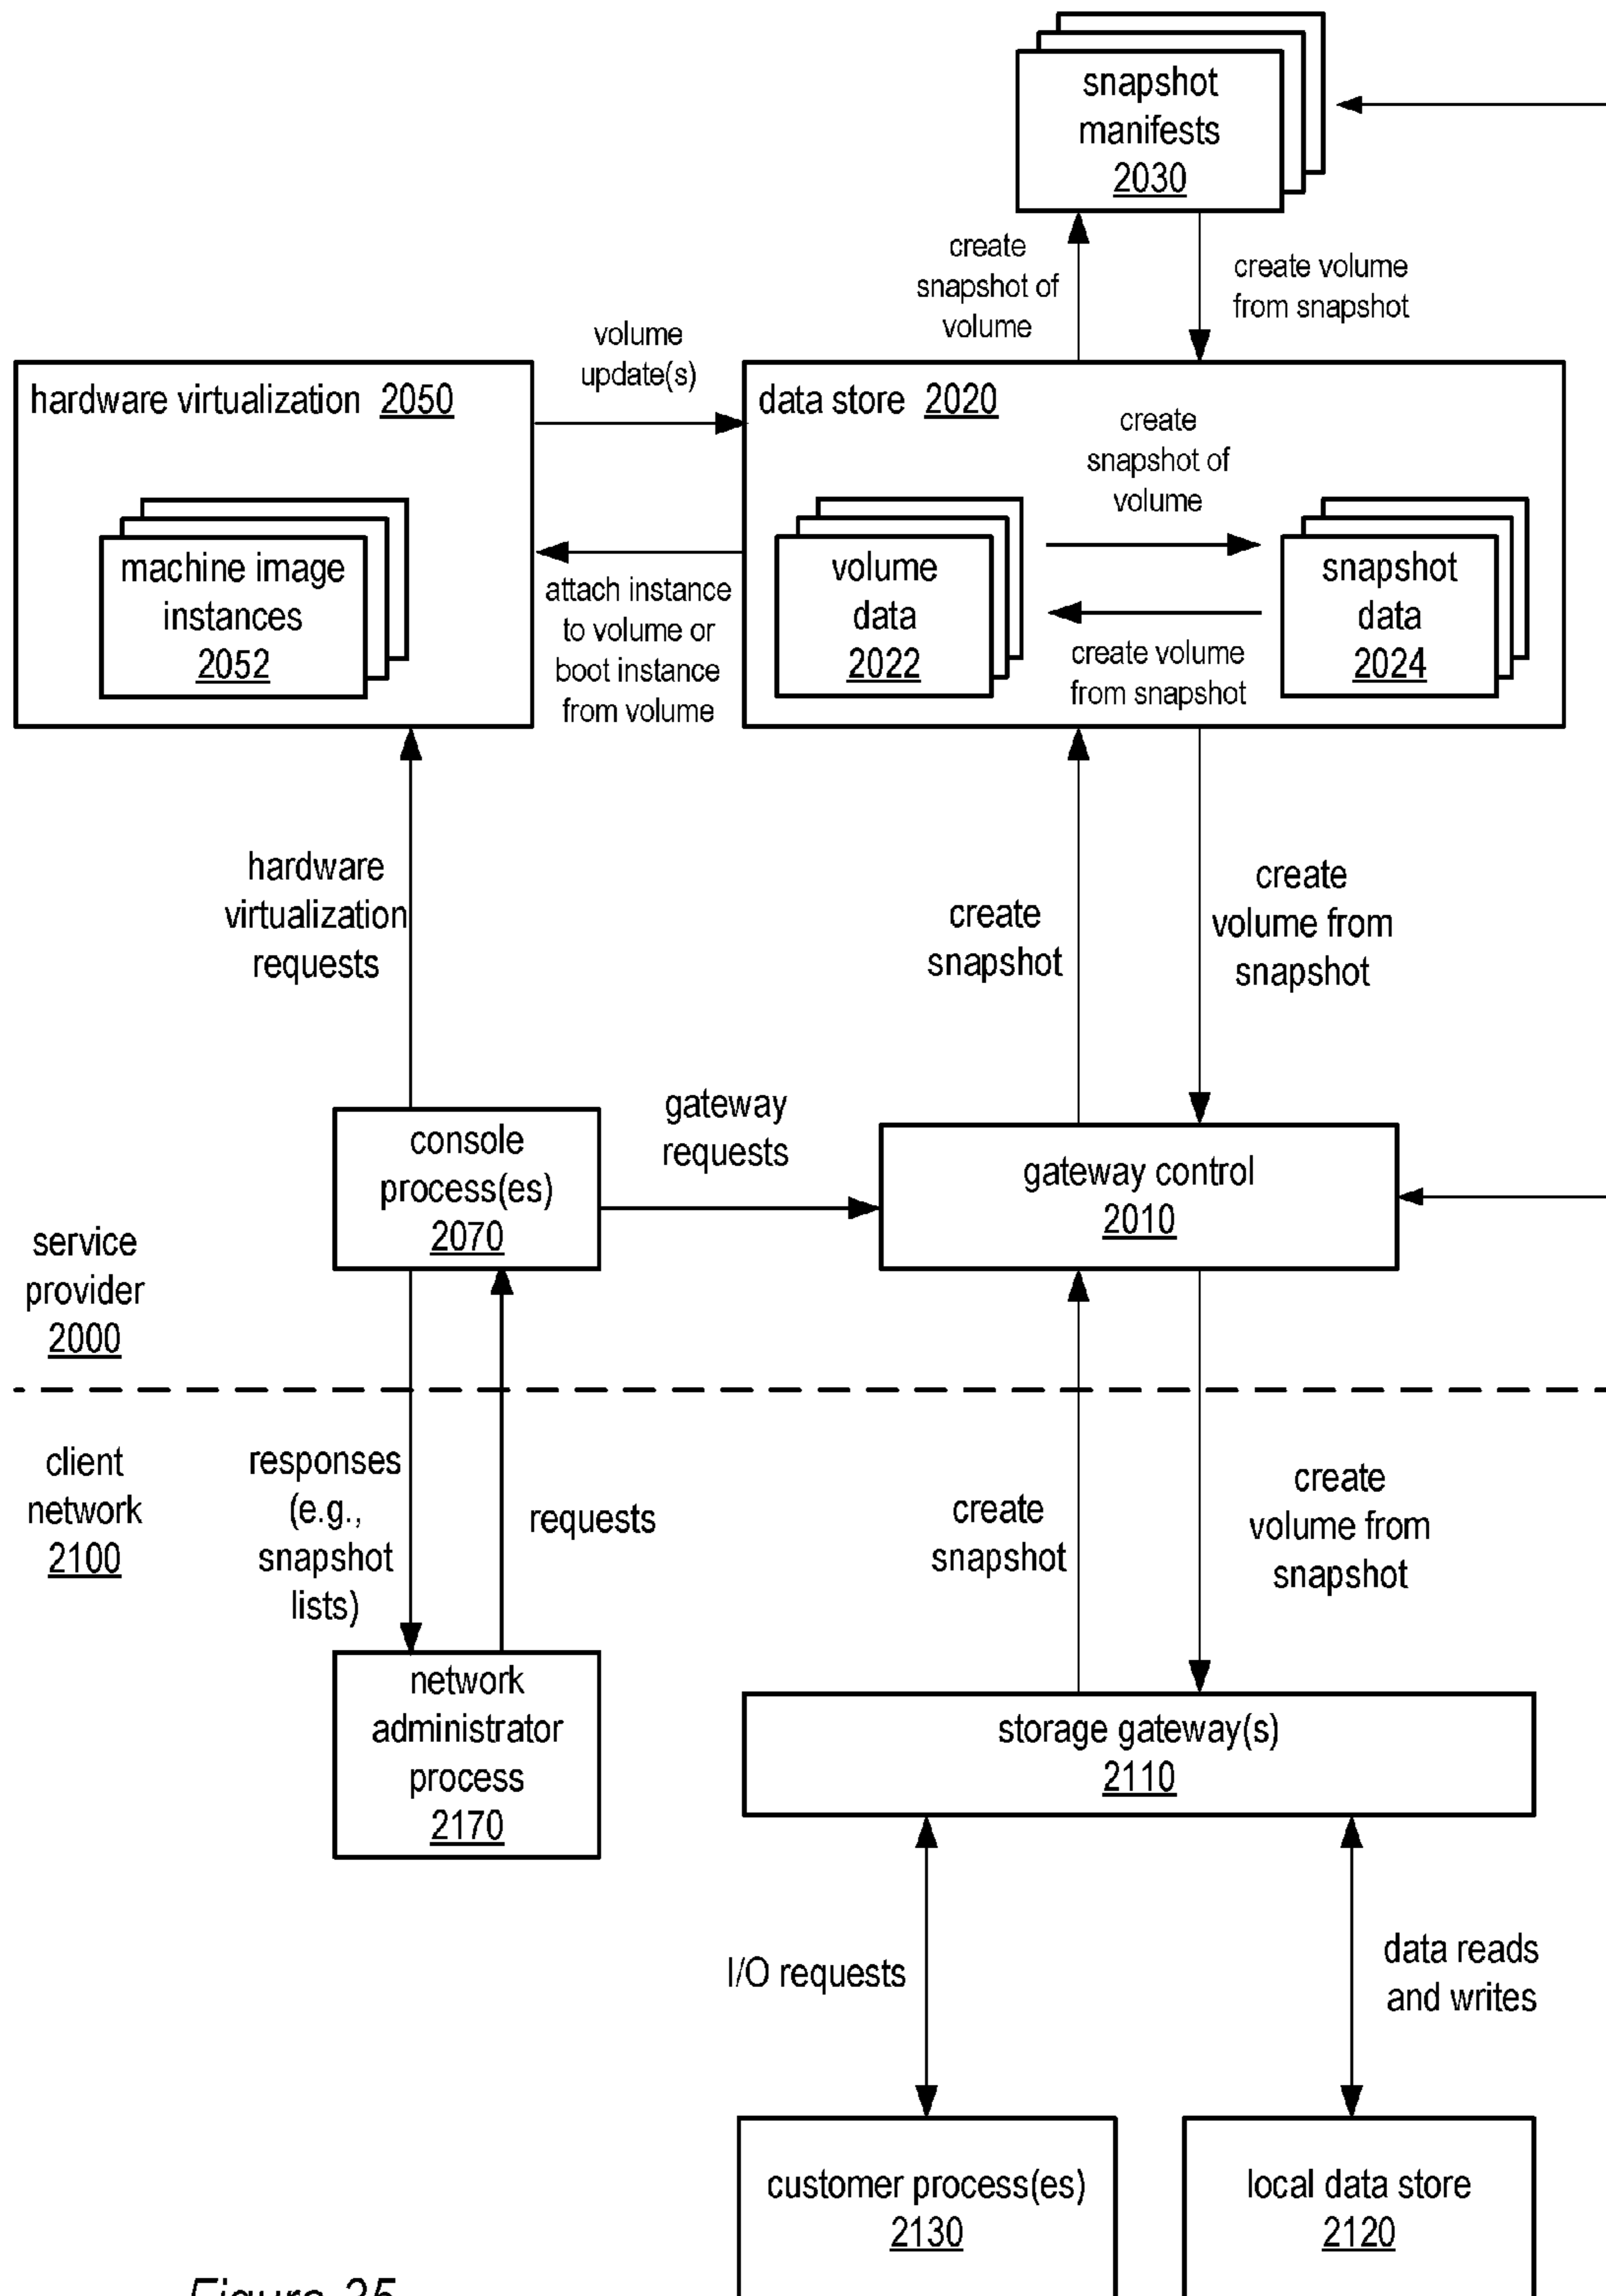 snapshot
manifests
2030
create
snapshot of
volume
create volume
from snapshot
volume
update(s)
hardware virtualization 2050
data store 2020
create
snapshot of
volume
machine image
instances
2052
attach instance
to volume or
boot instance
from volume
volume
data
2022
snapshot
data
2024
create volume
from snapshot
hardware
virtualization
requests
create
snapshot
create
volume from
snapshot
console
process(es)
2070
gateway
requests
gateway control
2010
service
provider
2000
client
network
2100
responses
(e.g.,
snapshot
lists)
requests
create
snapshot
create
volume from
snapshot
network
administrator
process
2170
storage gateway(s)
2110
I/O requests
data reads
and writes
customer process(es)
2130
local data store
2120
Figure 25